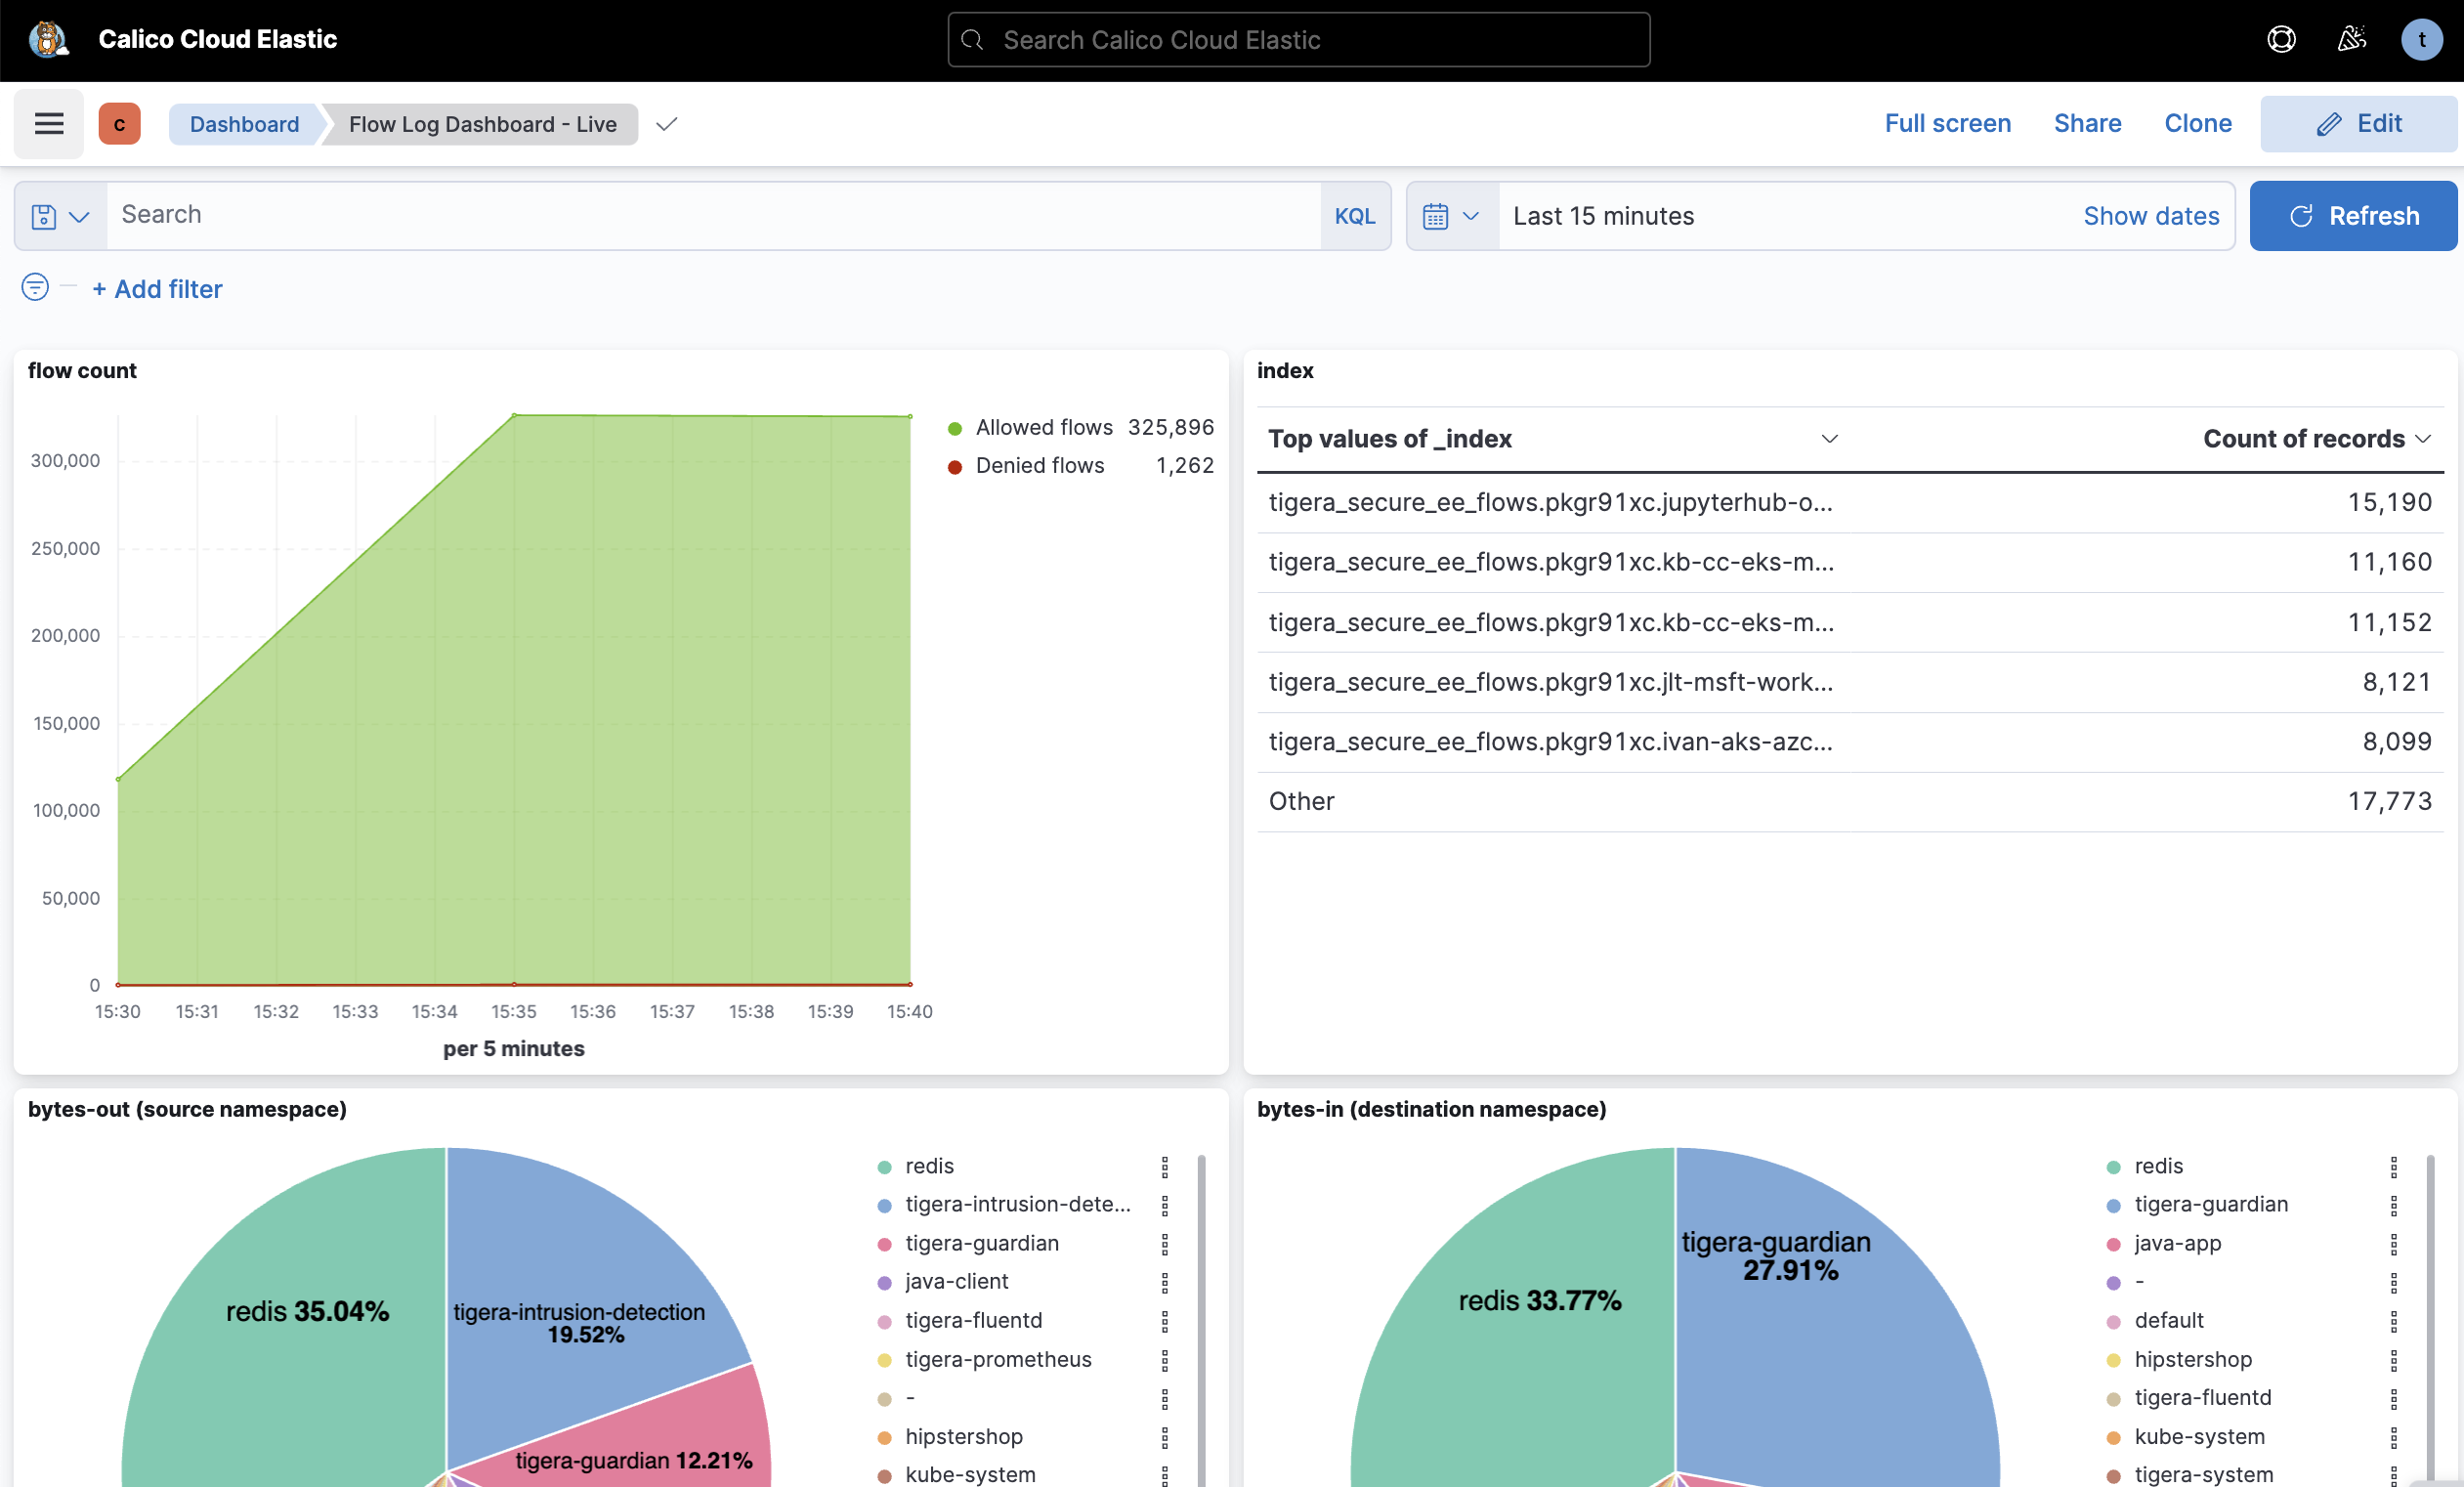 Calico Cloud Elastic
Search Calico Cloud Elastic
t
c
Dashboard
Flow Log Dashboard - Live
Full screen
Share
Clone
Edit
Search
KQL
Last 15 minutes
Show dates
Refresh
+ Add filter
flow count
300,000
250,000
200,000
150,000
100,000
50,000
0
15:30 15:31 15:32 15:33 15:34 15:35 15:36 15:37 15:38 15:39 15:40
per 5 minutes
Allowed flows 325,896
Denied flows 1,262
index
Top values of _index Count of records
tigera_secure_ee_flows.pkgr91xc.jupyterhub-o... 15,190
tigera_secure_ee_flows.pkgr91xc.kb-cc-eks-m... 11,160
tigera_secure_ee_flows.pkgr91xc.kb-cc-eks-m... 11,152
tigera_secure_ee_flows.pkgr91xc.jlt-msft-work... 8,121
tigera_secure_ee_flows.pkgr91xc.ivan-aks-azc... 8,099
Other 17,773
bytes-out (source namespace)
redis 35.04%
tigera-intrusion-detection
19.52%
tigera-guardian 12.21%
redis
tigera-intrusion-dete...
tigera-guardian
java-client
tigera-fluentd
tigera-prometheus
-
hipstershop
kube-system
bytes-in (destination namespace)
redis 33.77%
tigera-guardian
27.91%
redis
tigera-guardian
java-app
-
default
hipstershop
tigera-fluentd
kube-system
tigera-system